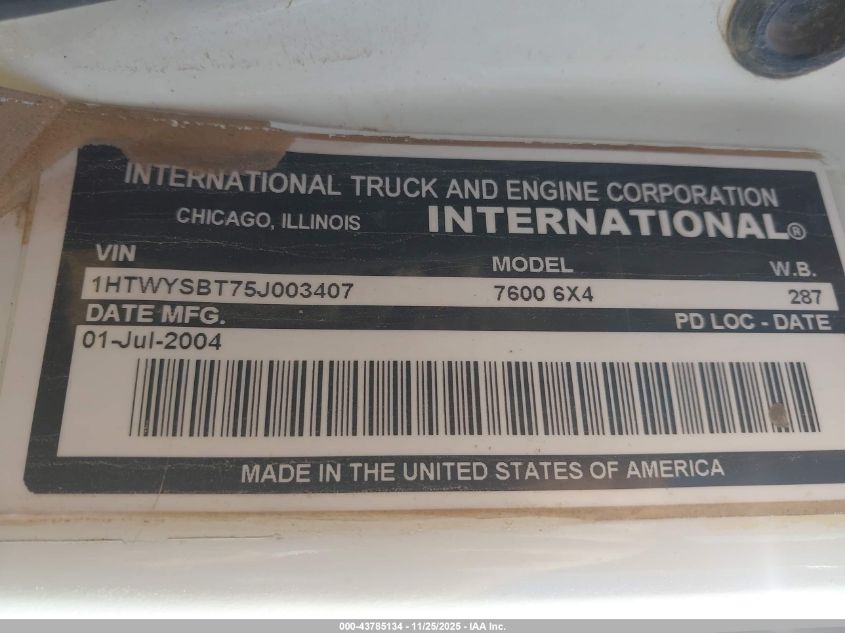 INTERNATIONAL TRUCK AND ENGINE CORPORATION
CHICAGO, ILLINOIS INTERNATIONAL®
VIN MODEL W.B.
1HTWYSBT75J003407 7600 6X4 287
DATE MFG. PD LOC - DATE
01-Jul-2004
MADE IN THE UNITED STATES OF AMERICA
000-43785134 - 11/25/2025 - IAA Inc.